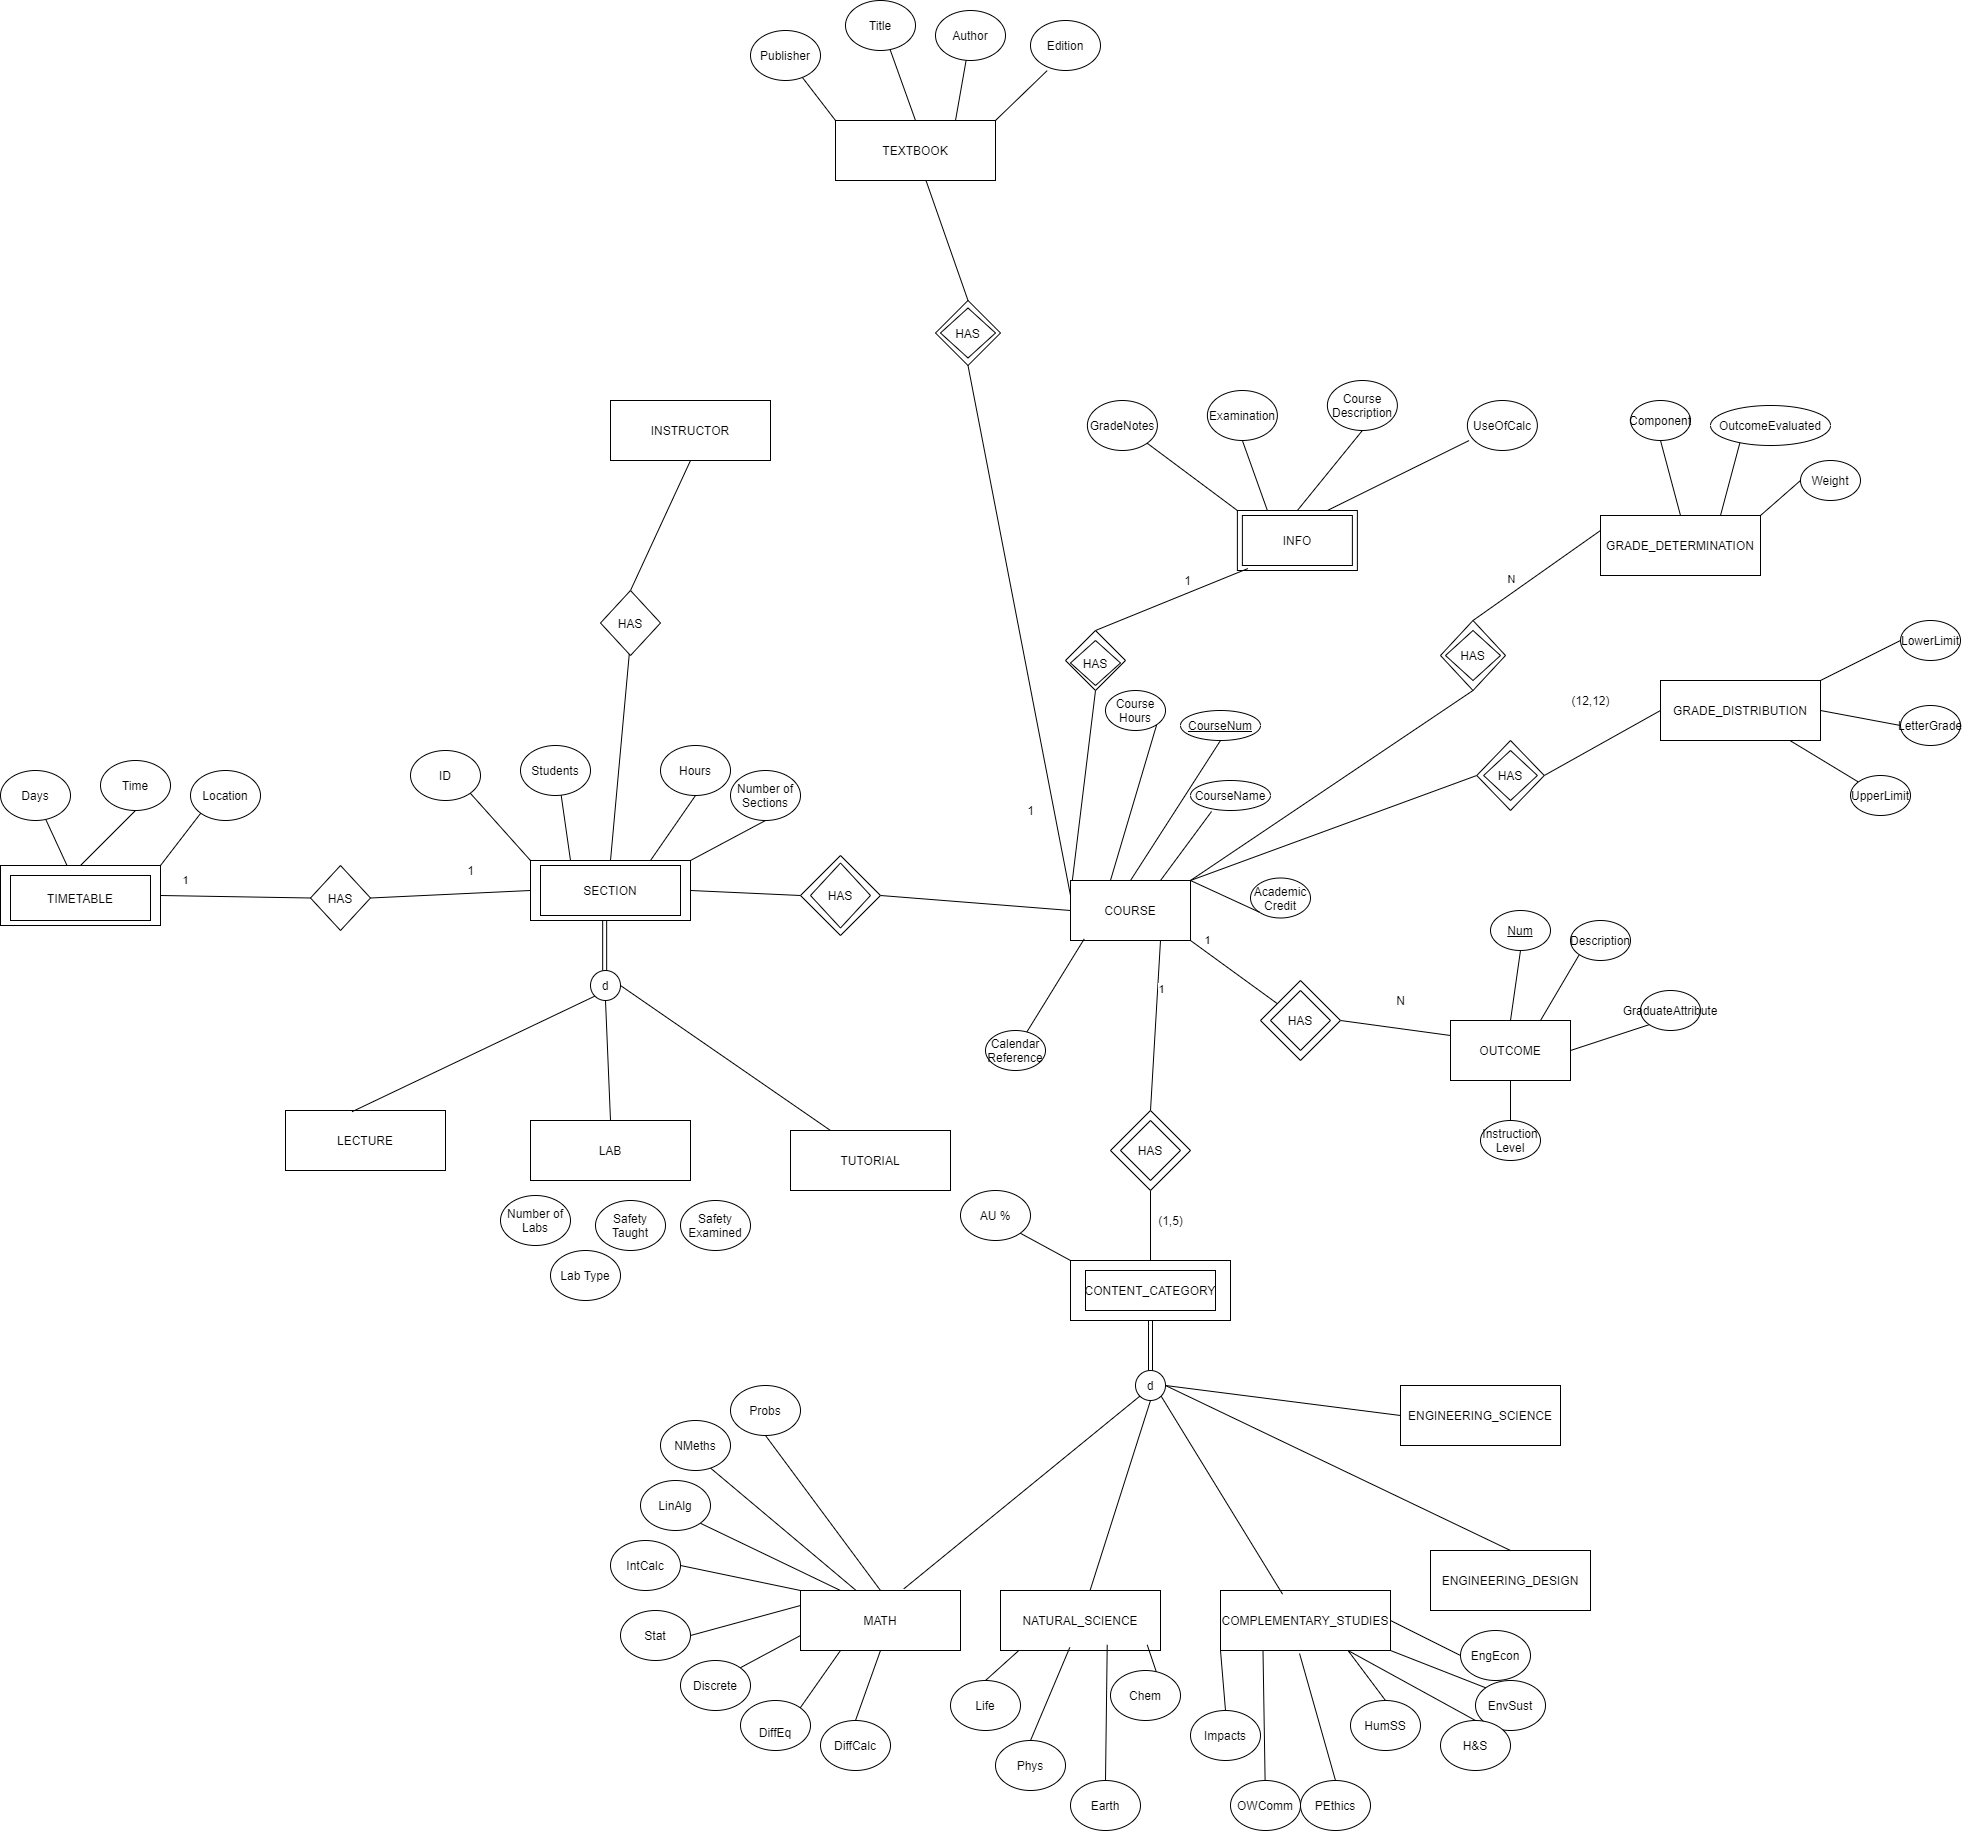 Title
Author
Edition
Publisher
TEXTBOOK
HAS
INSTRUCTOR
GradeNotes
Examination
Course
Description
UseOfCalc
Component
OutcomeEvaluated
Weight
INFO
GRADE_DETERMINATION
1
N
HAS
HAS
HAS
LowerLimit
(12,12)
GRADE_DISTRIBUTION
LetterGrade
UpperLimit
HAS
Course
Hours
CourseNum
CourseName
Days
Time
Location
ID
Students
Hours
Number of
Sections
1
1
1
TIMETABLE
HAS
SECTION
HAS
COURSE
Academic
Credit
1
Num
Description
GraduateAttribute
d
1
HAS
N
OUTCOME
Calendar
Reference
Instruction
Level
LECTURE
LAB
TUTORIAL
HAS
Number of
Labs
Safety
Taught
Safety
Examined
Lab Type
AU %
(1,5)
CONTENT_CATEGORY
d
Probs
NMeths
LinAlg
IntCalc
Stat
Discrete
DiffEq
DiffCalc
ENGINEERING_SCIENCE
ENGINEERING_DESIGN
MATH
NATURAL_SCIENCE
COMPLEMENTARY_STUDIES
Life
Phys
Earth
Chem
Impacts
OWComm
PEthics
HumSS
H&S
EnvSust
EngEcon